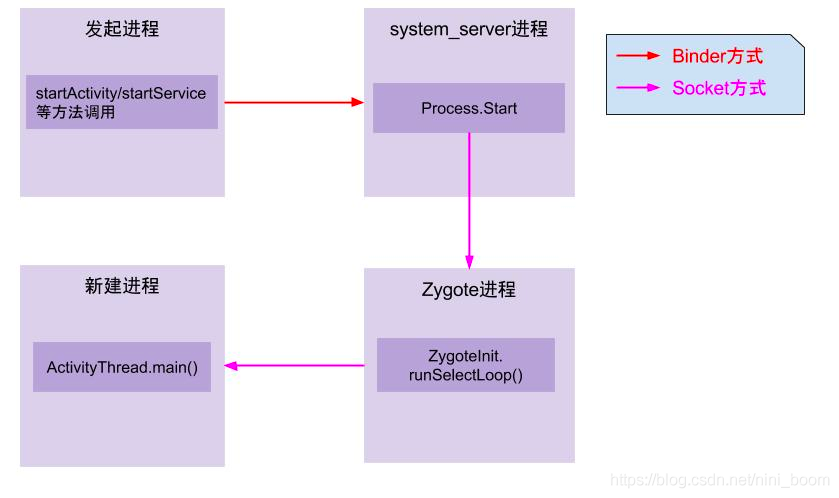 发起进程
startActivity/startService
等方法调用
system_server进程
Process.Start
Binder方式
Socket方式
新建进程
ActivityThread.main()
Zygote进程
ZygoteInit.
runSelectLoop()
https://blog.csdn.net/nini_boom